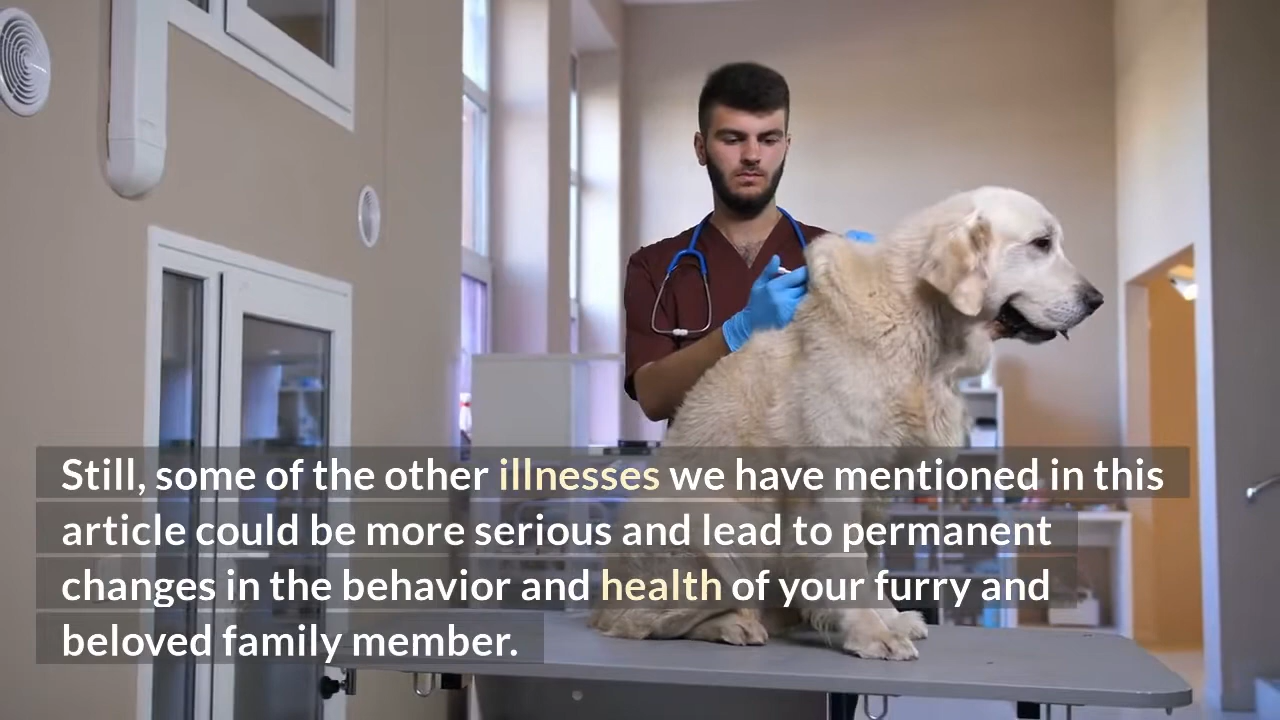 Still, some of the other illnesses we have mentioned in this
article could be more serious and lead to permanent
changes in the behavior and health of your furry and
beloved family member.